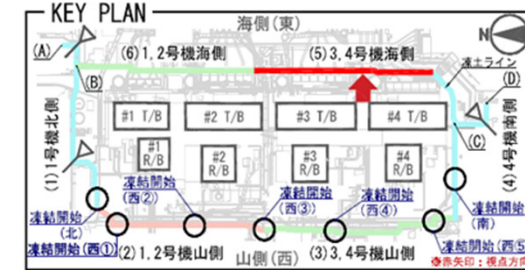 KEY PLAN
海側(東)
N
(A)
(6)1,2号機海側
(5)3,4号機海側
凍土ライン
(B)
(D)
#1 T/B
#2 T/B
#3 T/B
#4 T/B
(C)
(1)1号機北側
(4)4号機南側
#1
R/B
#2
R/B
#3
R/B
#4
R/B
凍結開始
(西②)
凍結開始
(西③)
凍結開始
(西④)
凍結開始
(北)
凍結開始
(南)
凍結開始(西①)
(2)1,2号機山側
山側(西)
(3)3,4号機山側
凍結開始(西⑤
※赤矢印:視点方向